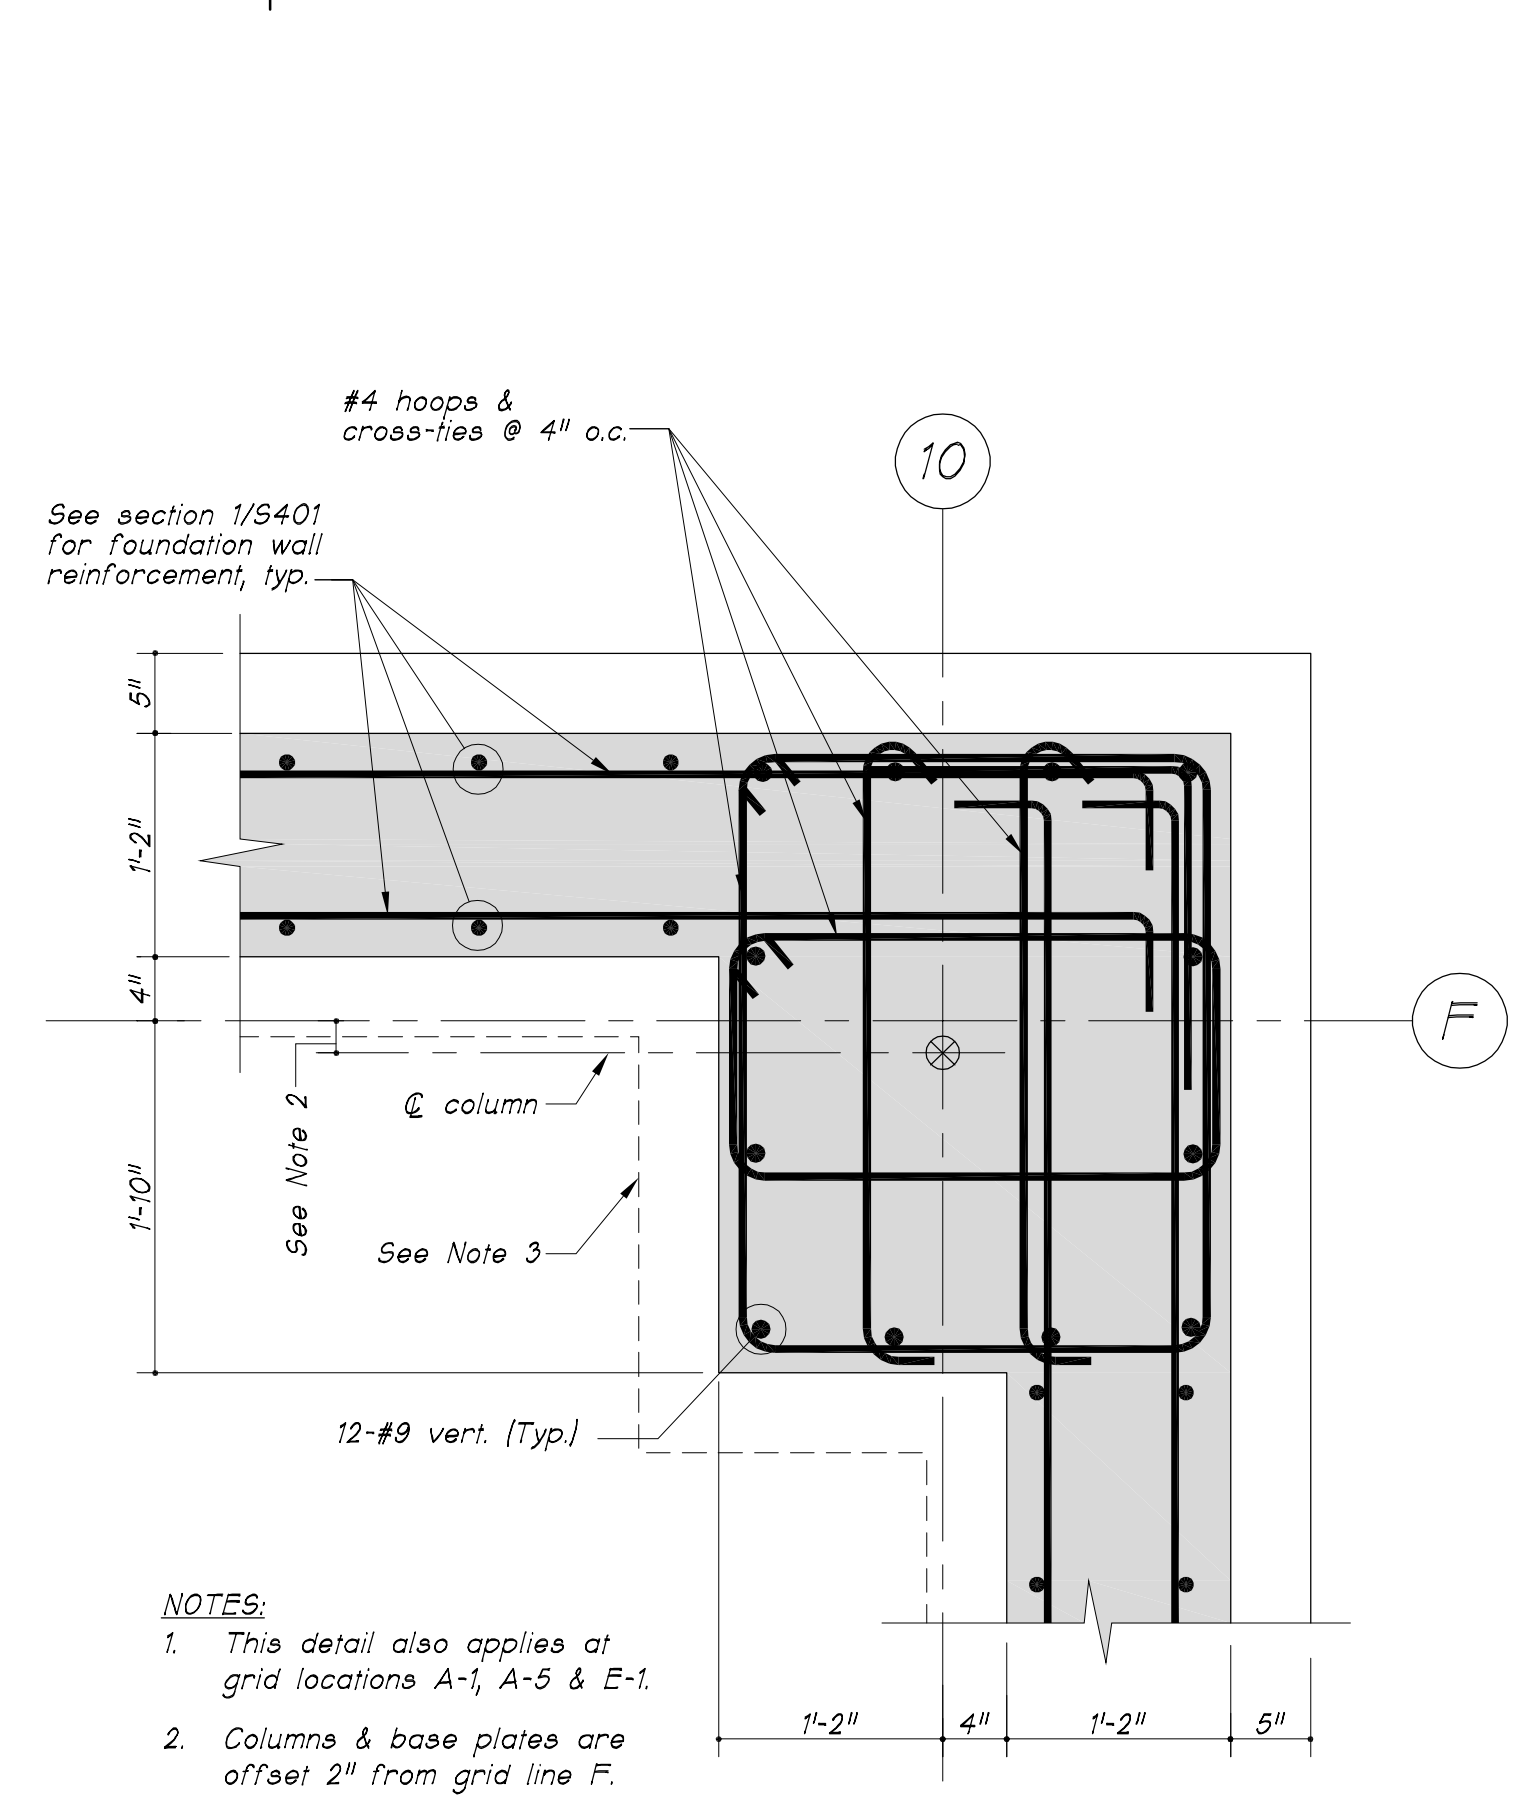 #4 hoops &
cross-ties @ 4" o.c.
10
See section 1/S401
for foundation wall
reinforcement, typ.
5"
1'-2"
4"
F
℄ column
See Note 2
1'-10"
See Note 3
12-#9 vert. (Typ.)
NOTES:
1. This detail also applies at
grid locations A-1, A-5 & E-1.
2. Columns & base plates are
offset 2" from grid line F.
1'-2" 4" 1'-2" 5"